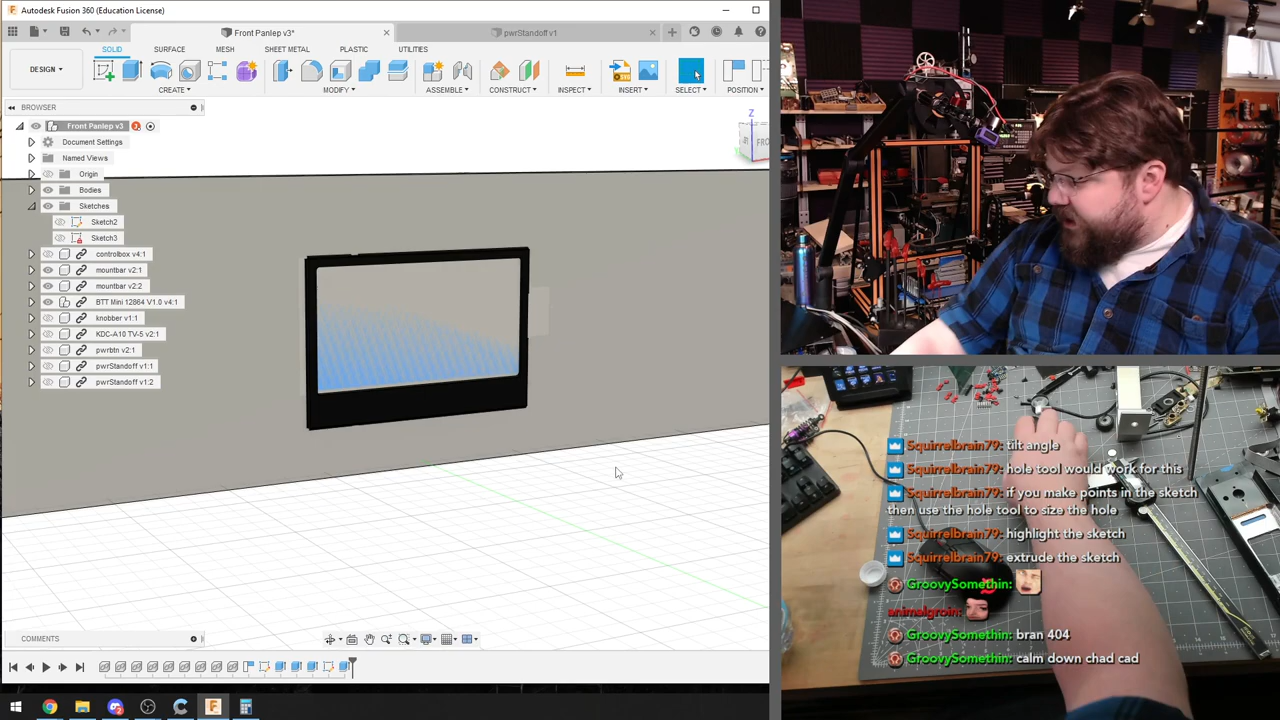 Autodesk Fusion 360 (Education License)
Front Panlep v3*
pwrStandoff v1
DESIGN
SOLID
SURFACE
MESH
SHEET METAL
PLASTIC
UTILITIES
CREATE
MODIFY
ASSEMBLE
CONSTRUCT
INSPECT
INSERT
SELECT
POSITION
BROWSER
Front Panlep v3
Document Settings
Named Views
Origin
Bodies
Sketches
Sketch2
Sketch3
controlbox v4:1
mountbar v2:1
mountbar v2:2
BTT Mini 12864 V1.0 v4:1
knobber v1:1
KDC-A10 TV-5 v2:1
pwrbtn v2:1
pwrStandoff v1:1
pwrStandoff v1:2
Z
COMMENTS
Squirrelbrain79: tilt angle
Squirrelbrain79: hole tool would work for this
Squirrelbrain79: if you make points in the sketch
then use the hole tool to size the hole
Squirrelbrain79: highlight the sketch
Squirrelbrain79: extrude the sketch
GroovySomethin:
animalgroin:
GroovySomethin: bran 404
GroovySomethin: calm down chad cad